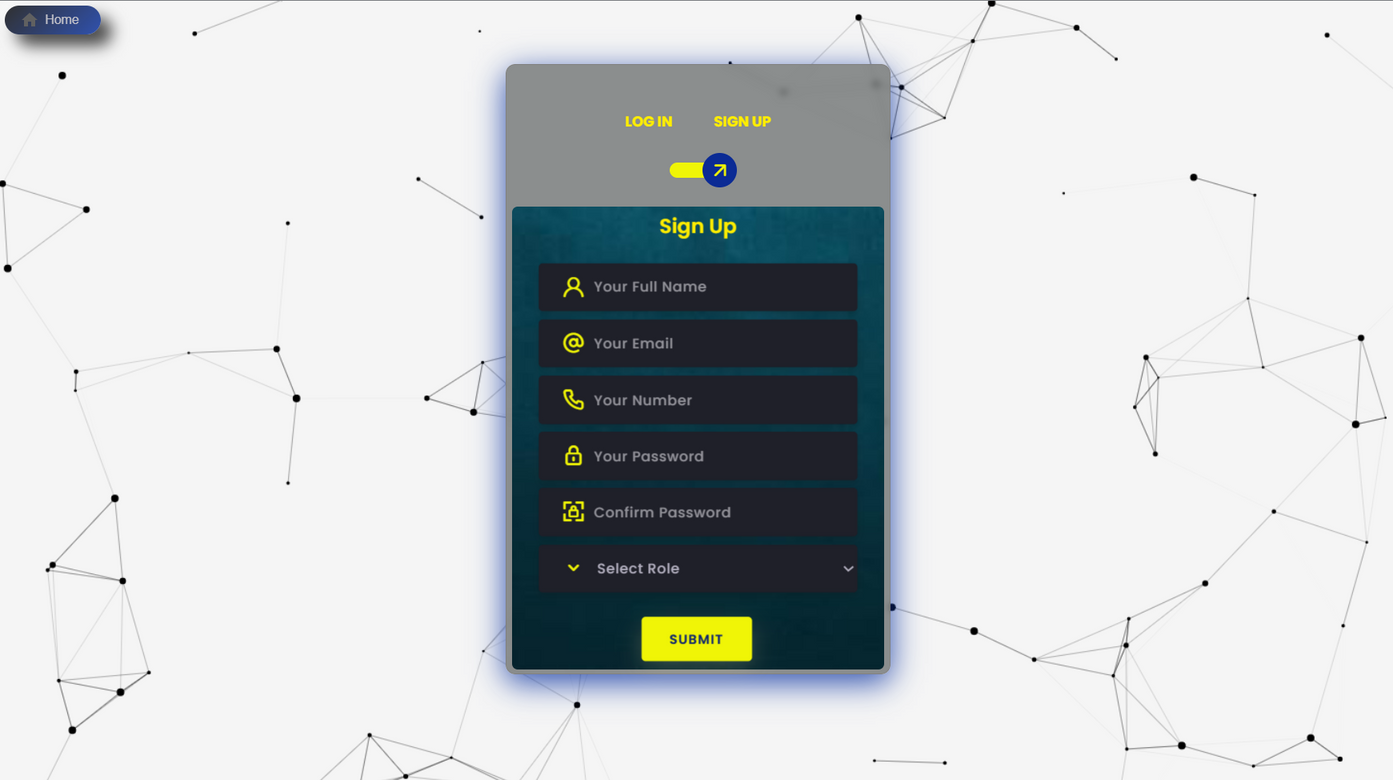 Home
LOG IN SIGN UP
Sign Up
Your Full Name
Your Email
Your Number
Your Password
Confirm Password
Select Role
SUBMIT